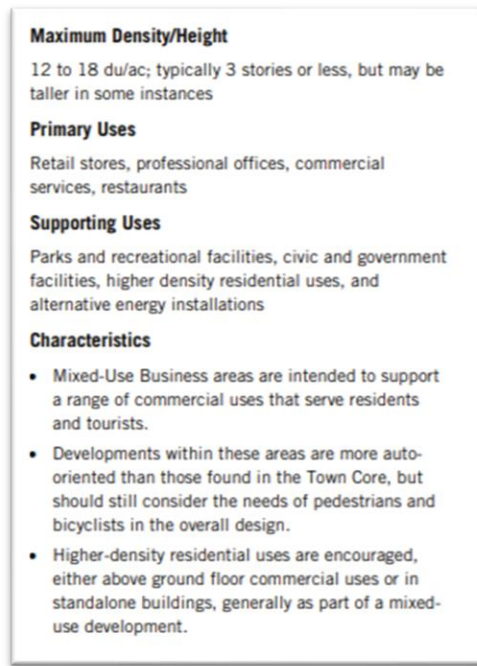 Maximum Density/Height
12 to 18 du/ac; typically 3 stories or less, but may be
taller in some instances
Primary Uses
Retail stores, professional offices, commercial
services, restaurants
Supporting Uses
Parks and recreational facilities, civic and government
facilities, higher density residential uses, and
alternative energy installations
Characteristics
• Mixed-Use Business areas are intended to support
a range of commercial uses that serve residents
and tourists.
• Developments within these areas are more auto-
oriented than those found in the Town Core, but
should still consider the needs of pedestrians and
bicyclists in the overall design.
• Higher-density residential uses are encouraged,
either above ground floor commercial uses or in
standalone buildings, generally as part of a mixed-
use development.